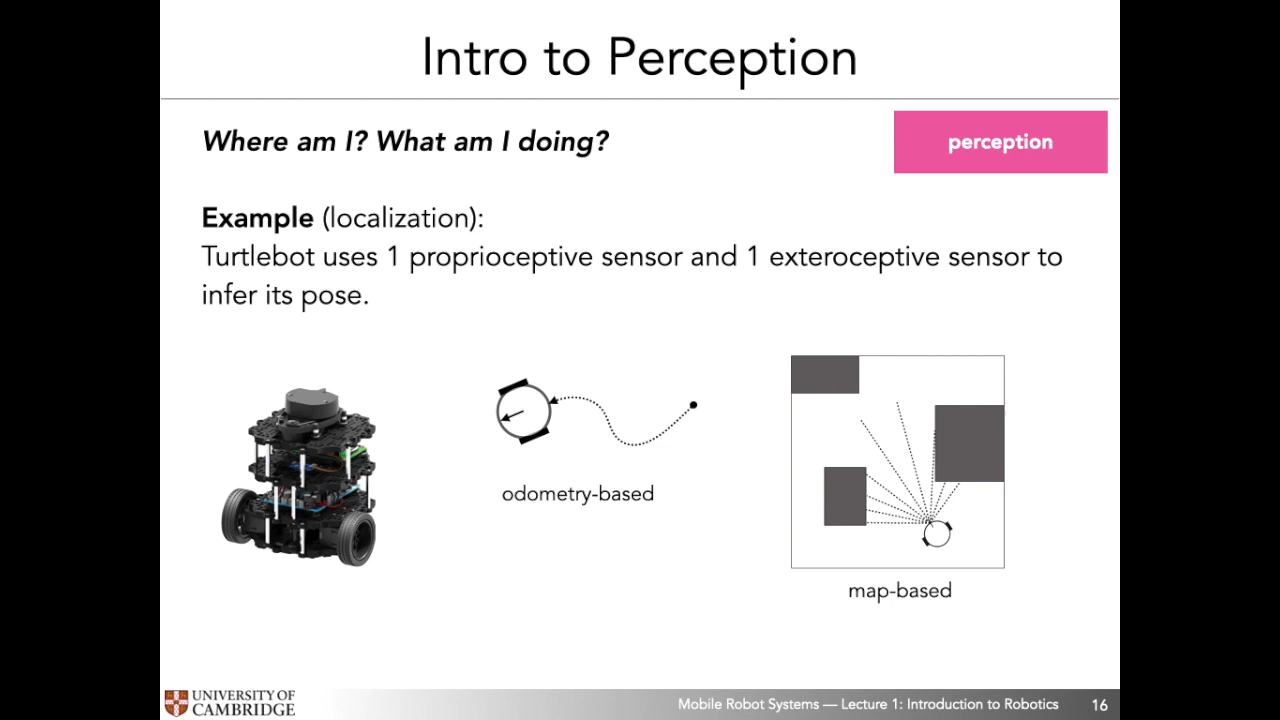 Intro to Perception
Where am I? What am I doing?
perception
Example (localization):
Turtlebot uses 1 proprioceptive sensor and 1 exteroceptive sensor to
infer its pose.
odometry-based
map-based
UNIVERSITY OF
CAMBRIDGE
Mobile Robot Systems — Lecture 1: Introduction to Robotics
16